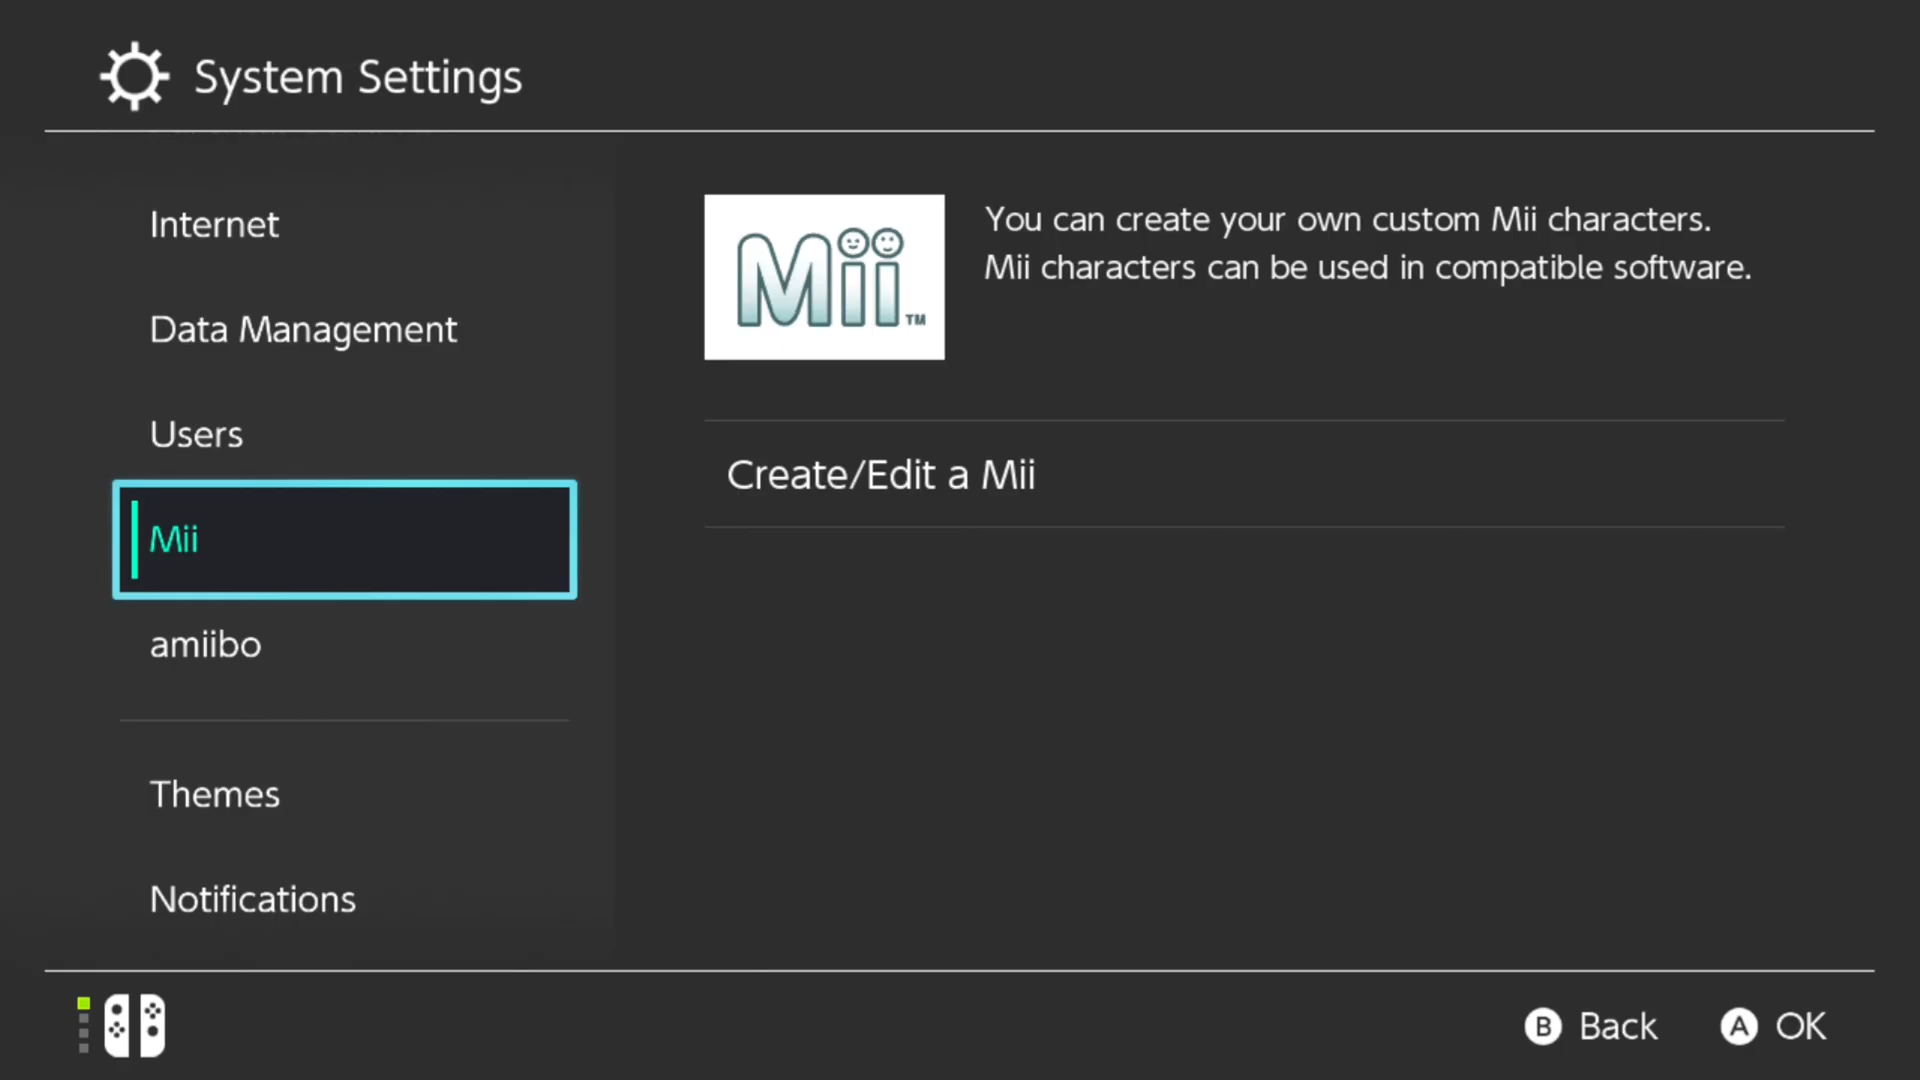 System Settings
Internet
Data Management
Users
Mii
amiibo
Themes
Notifications
Mii™
You can create your own custom Mii characters.
Mii characters can be used in compatible software.
Create/Edit a Mii
B Back
A OK